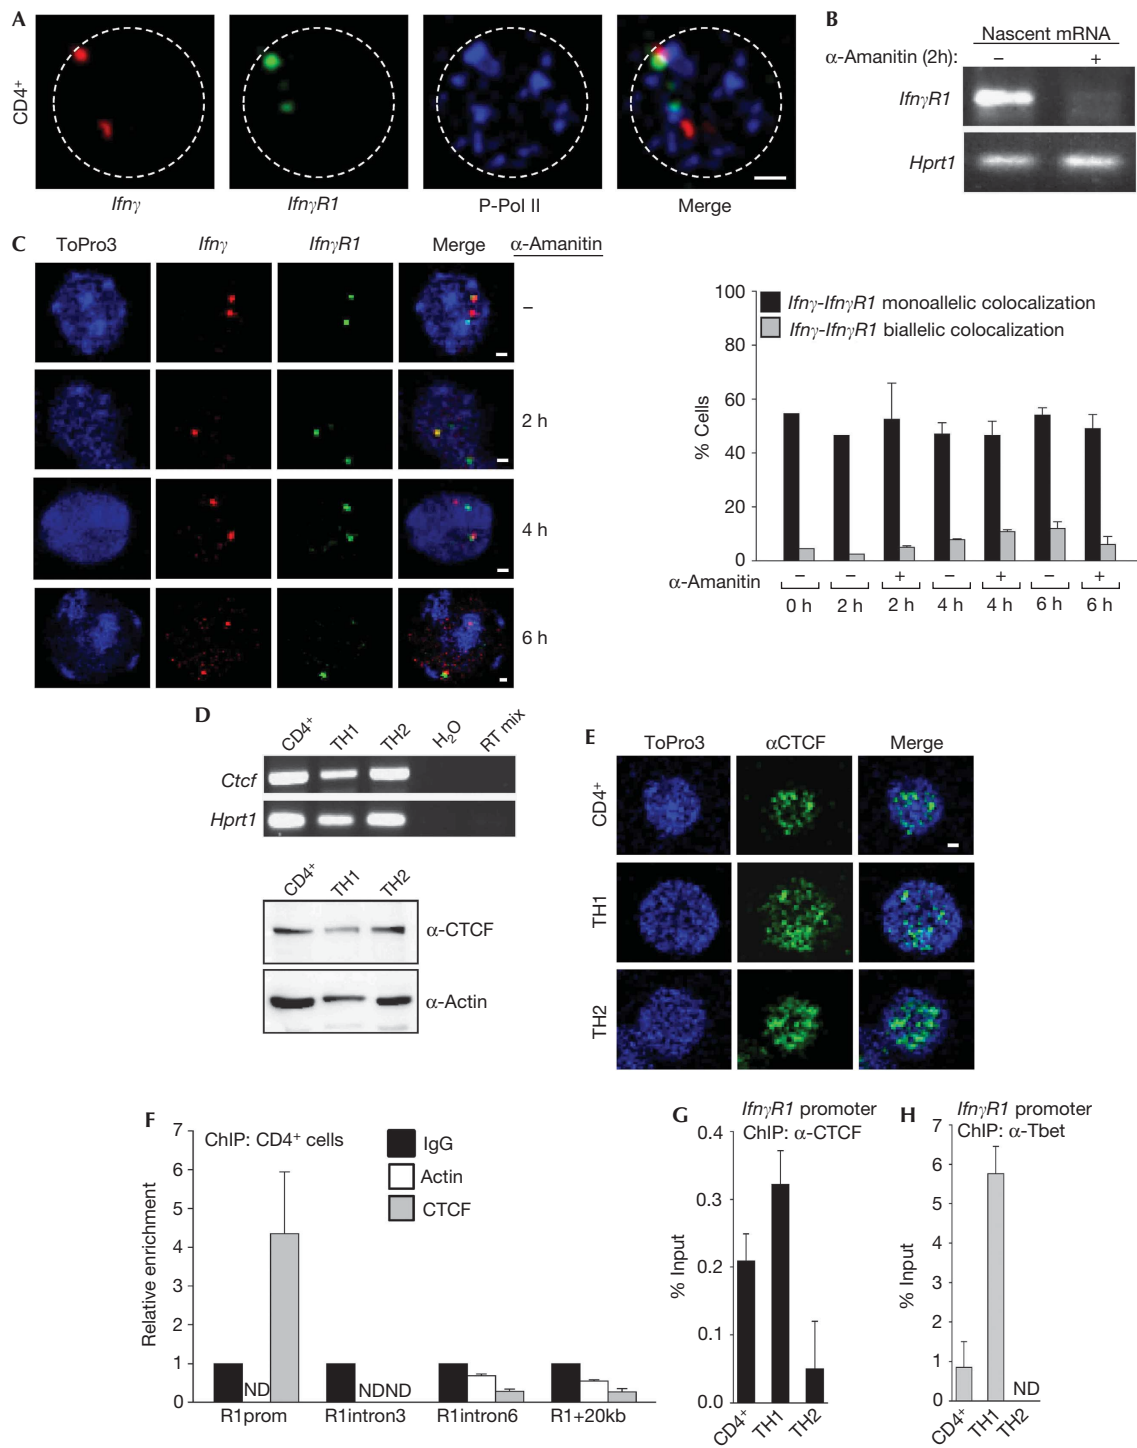 A
CD4⁺
Ifnγ
IfnγR1
P-Pol II
Merge
B
Nascent mRNA
α-Amanitin (2h): – +
IfnγR1
Hprt1
C
ToPro3 Ifnγ IfnγR1 Merge α-Amanitin
–
2 h
4 h
6 h
100
80
60
40
20
0
% Cells
Ifnγ-IfnγR1 monoallelic colocalization
Ifnγ-IfnγR1 biallelic colocalization
α-Amanitin – – + – + – +
0 h 2 h 2 h 4 h 4 h 6 h 6 h
D
CD4⁺ TH1 TH2 H₂O RT mix
Ctcf
Hprt1
CD4⁺ TH1 TH2
α-CTCF
α-Actin
E
ToPro3 αCTCF Merge
CD4⁺
TH1
TH2
F
ChIP: CD4⁺ cells
IgG
Actin
CTCF
Relative enrichment
7
6
5
4
3
2
1
0
ND NDND
R1prom R1intron3 R1intron6 R1+20kb
G
IfnγR1 promoter
ChIP: α-CTCF
% Input
0.4
0.3
0.2
0.1
0.0
CD4⁺ TH1 TH2
H
IfnγR1 promoter
ChIP: α-Tbet
% Input
7
6
5
4
3
2
1
0
ND
CD4⁺ TH1 TH2